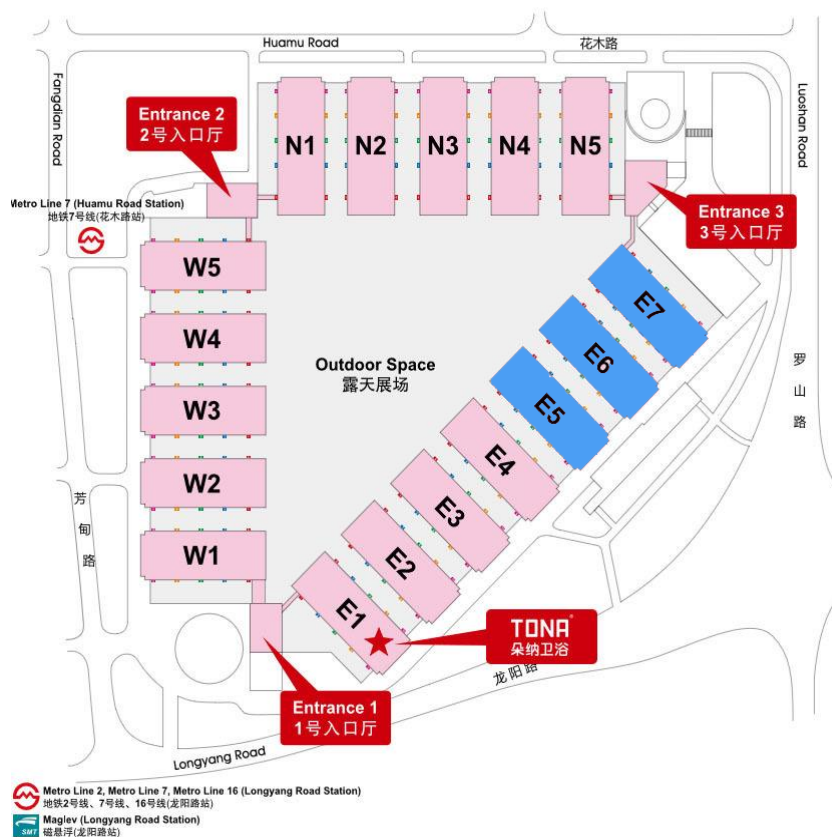 Huamu Road
花木路
Fangdian Road
Luoshan Road
Entrance 2
2号入口厅
N1
N2
N3
N4
N5
Metro Line 7 (Huamu Road Station)
地铁7号线(花木路站)
Entrance 3
3号入口厅
W5
E7
W4
E6
Outdoor Space
露天展场
罗山路
W3
E5
E4
W2
E3
芳甸路
W1
E2
E1
TONA
朵纳卫浴
龙阳路
Entrance 1
1号入口厅
Longyang Road
Metro Line 2, Metro Line 7, Metro Line 16 (Longyang Road Station)
地铁2号线、7号线、16号线(龙阳路站)
SMT
Maglev (Longyang Road Station)
磁悬浮(龙阳路站)